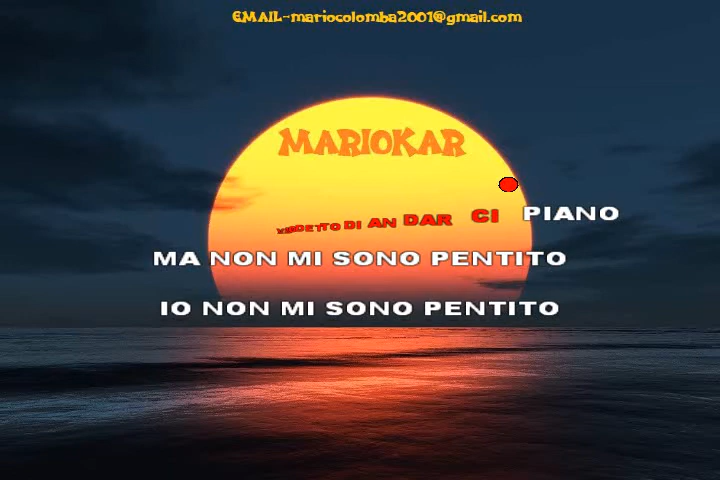 EMAIL-mariocolomba2001@gmail.com
MARIOKAR
DETTO DI AN DAR CI PIANO
MA NON MI SONO PENTITO
IO NON MI SONO PENTITO